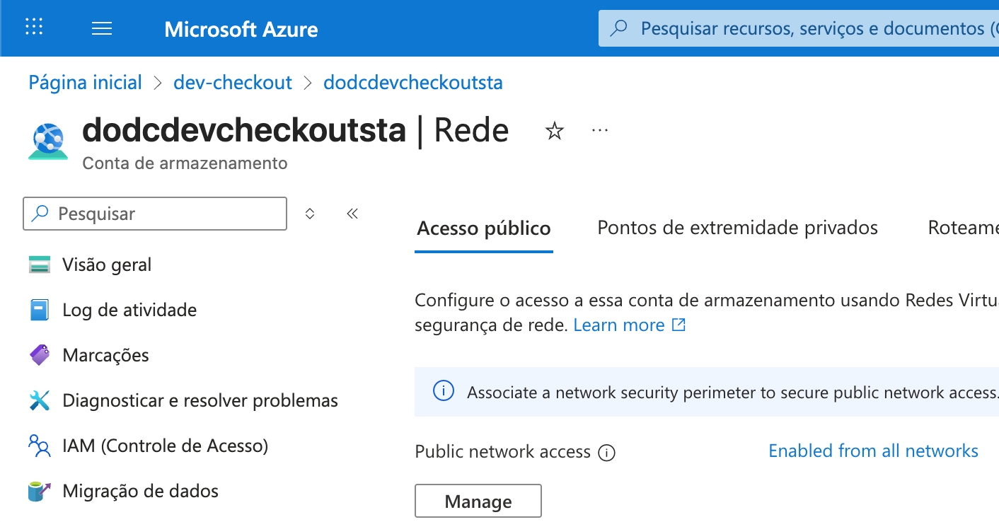 Microsoft Azure
Pesquisar recursos, serviços e documentos (
Página inicial > dev-checkout > dodcdevcheckoutsta
dodcdevcheckoutsta | Rede
Conta de armazenamento
Pesquisar
Acesso público Pontos de extremidade privados Roteame
Visão geral
Log de atividade
Marcações
Diagnosticar e resolver problemas
IAM (Controle de Acesso)
Migração de dados
Configure o acesso a essa conta de armazenamento usando Redes Virtu
segurança de rede. Learn more
Associate a network security perimeter to secure public network access.
Public network access Enabled from all networks
Manage